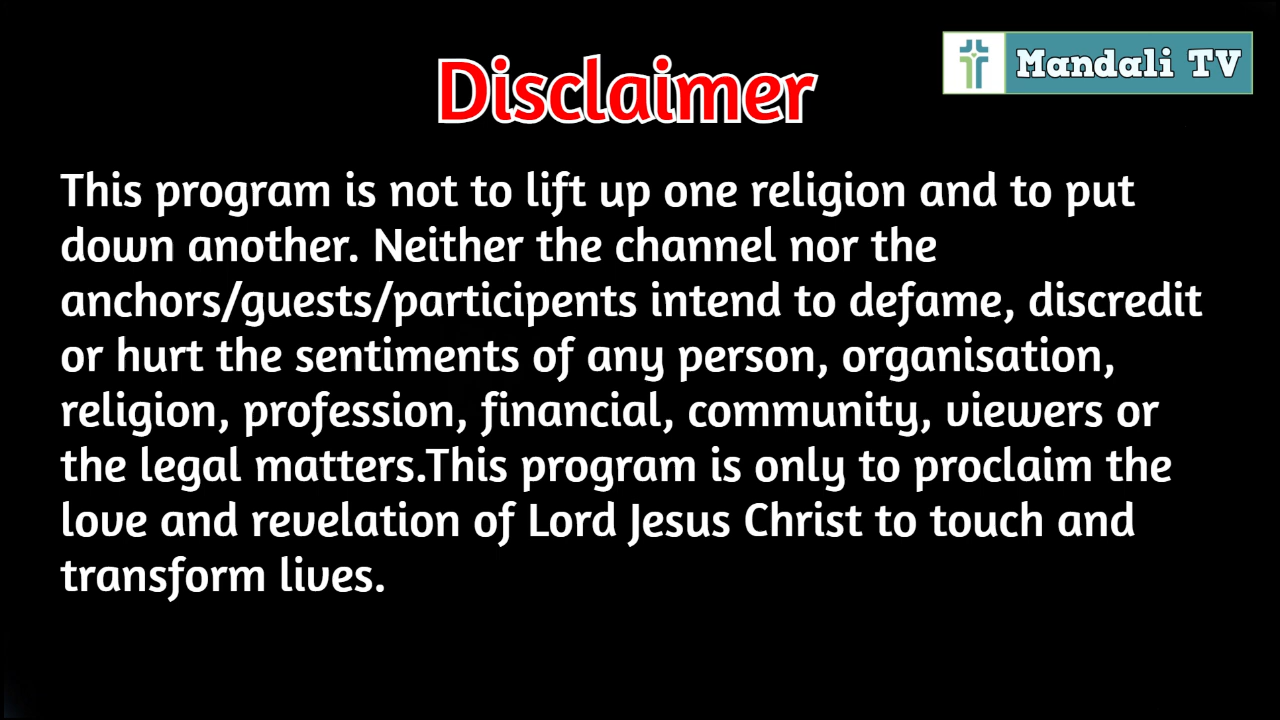 Mandali TV
Disclaimer
This program is not to lift up one religion and to put
down another. Neither the channel nor the
anchors/guests/participents intend to defame, discredit
or hurt the sentiments of any person, organisation,
religion, profession, financial, community, viewers or
the legal matters.This program is only to proclaim the
love and revelation of Lord Jesus Christ to touch and
transform lives.